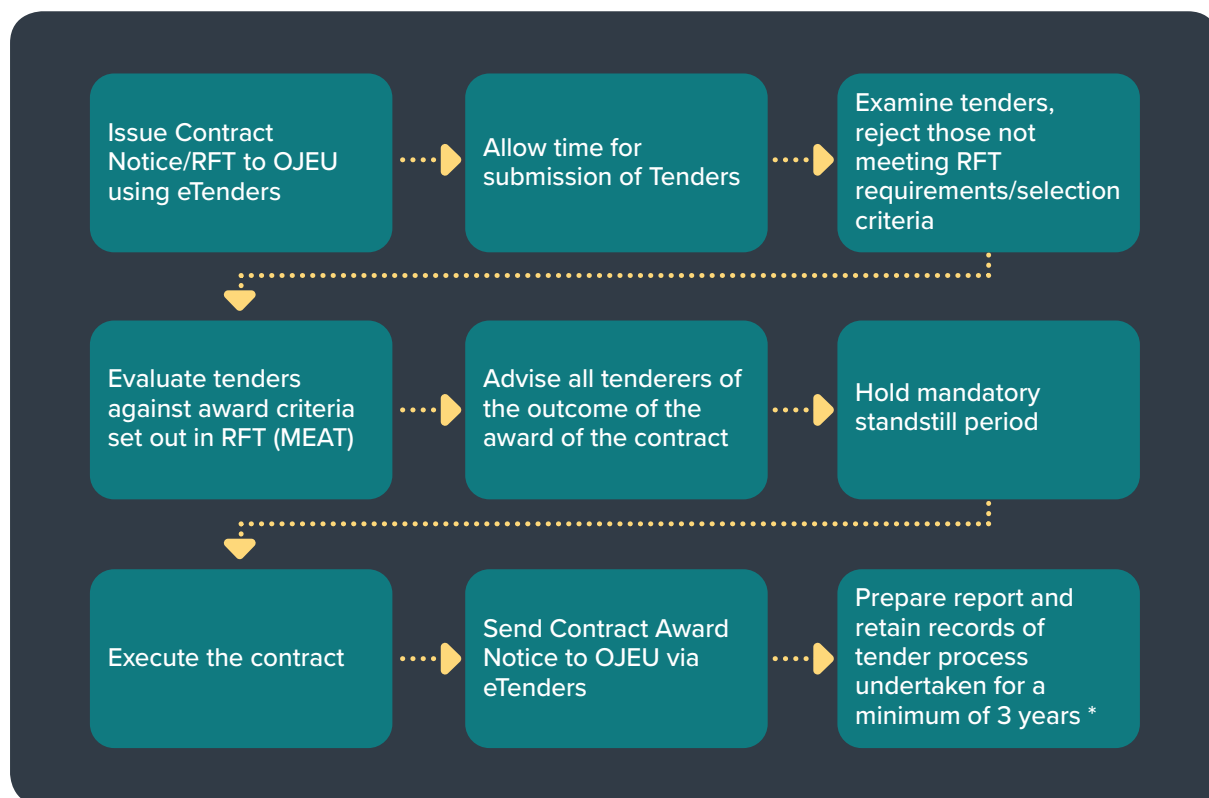 Issue Contract
Notice/RFT to OJEU
using eTenders
Allow time for
submission of Tenders
Examine tenders,
reject those not
meeting RFT
requirements/selection
criteria
Evaluate tenders
against award criteria
set out in RFT (MEAT)
Advise all tenderers of
the outcome of the
award of the contract
Hold mandatory
standstill period
Execute the contract
Send Contract Award
Notice to OJEU via
eTenders
Prepare report and
retain records of
tender process
undertaken for a
minimum of 3 years *